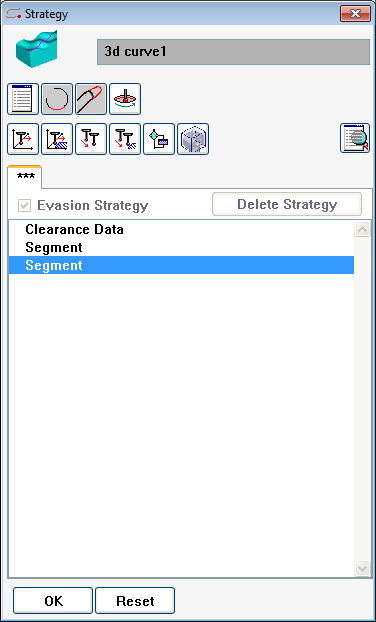 Strategy
3d curve1
***
Evasion Strategy
Delete Strategy
Clearance Data
Segment
Segment
OK
Reset